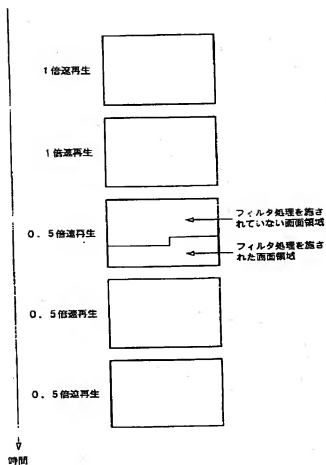 1倍速再生
1倍速再生
0.5倍速再生
フィルタ処理を施さ
れていない画面領域
フィルタ処理を施さ
れた画面領域
0.5倍速再生
0.5倍速再生
時間